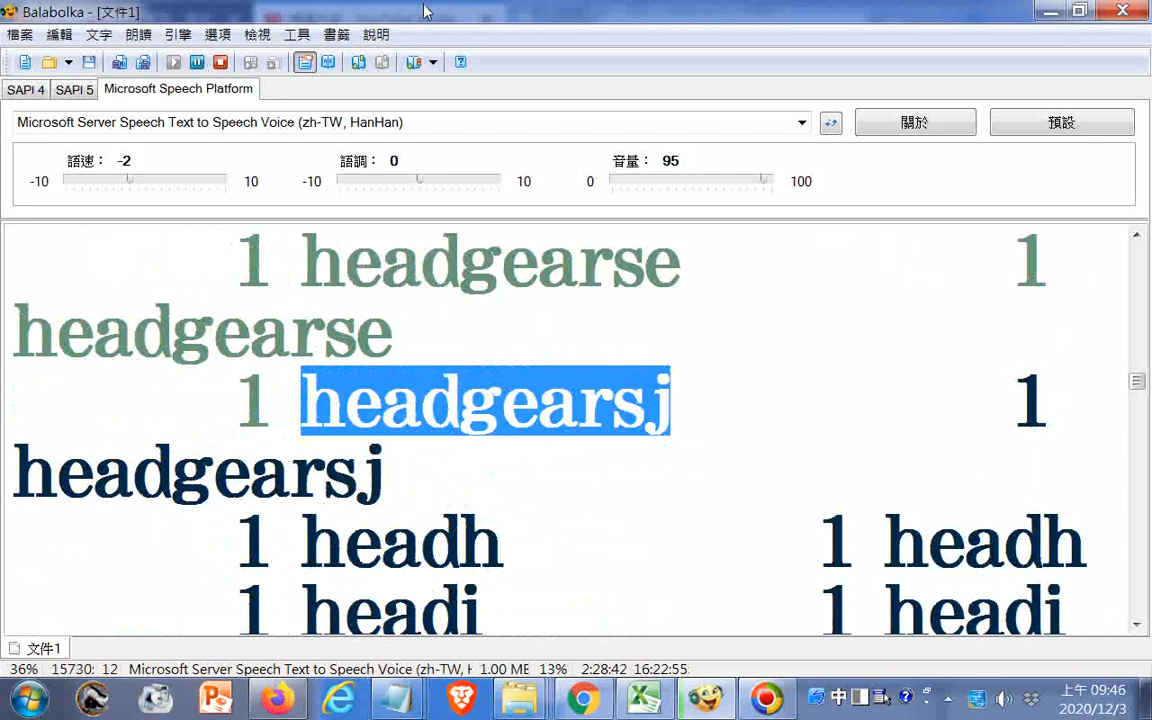 Balabolka - [文件1]
檔案 編輯 文字 朗讀 引擎 選項 檢視 工具 書籤 說明
SAPI 4 SAPI 5 Microsoft Speech Platform
Microsoft Server Speech Text to Speech Voice (zh-TW, HanHan) 關於 預設
語速： -2 語調： 0 音量： 95
-10 10 -10 10 0 100
1 headgearse 1
headgearse
1 headgearsj 1
headgearsj
1 headh 1 headh
1 headi 1 headi
文件1
36% 15730: 12 Microsoft Server Speech Text to Speech Voice (zh-TW, 1.00 ME 13% 2:28:42 16:22:55
中 上午 09:46
2020/12/3